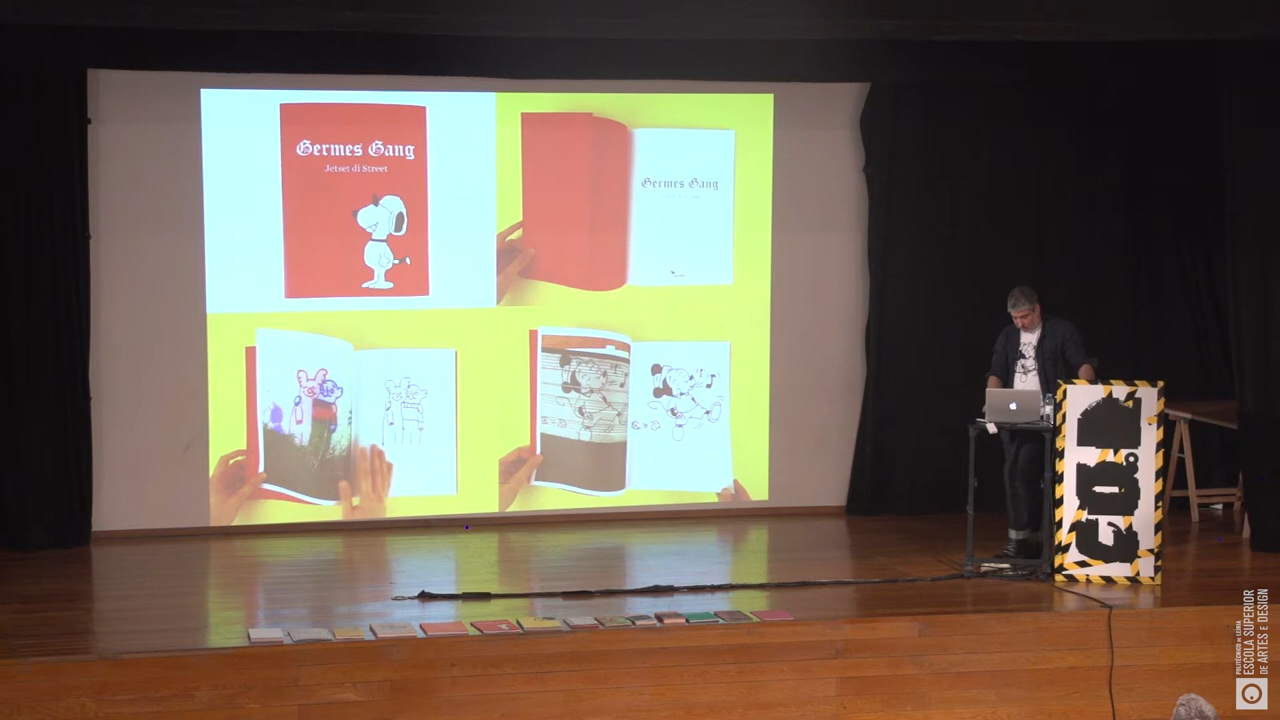 Germes Gang
Jetset di Street
Germes Gang
POLITÉCNICO DE LEIRIA
ESCOLA SUPERIOR
DE ARTES E DESIGN